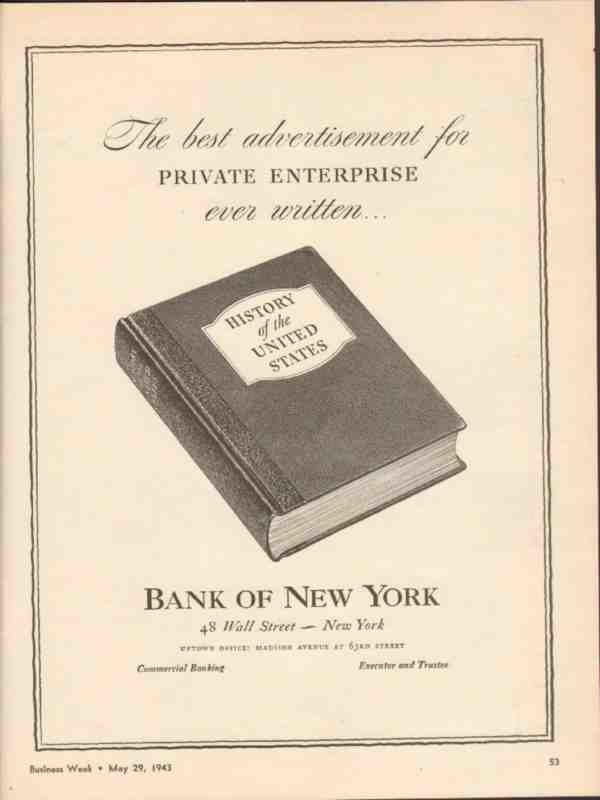 The best advertisement for
PRIVATE ENTERPRISE
ever written...
HISTORY
of the
UNITED
STATES
BANK OF NEW YORK
48 Wall Street — New York
UPTOWN OFFICE: MADISON AVENUE AT 63RD STREET
Commercial Banking
Executor and Trustee
Business Week • May 29, 1943
53